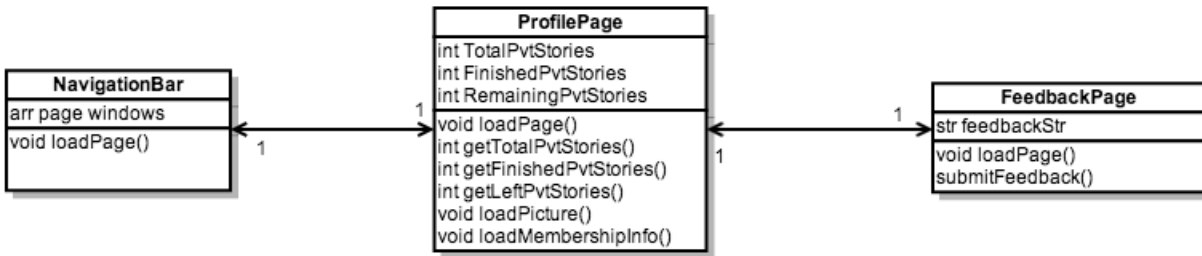 NavigationBar
arr page windows
void loadPage()
1
1
ProfilePage
int TotalPvtStories
int FinishedPvtStories
int RemainingPvtStories
void loadPage()
int getTotalPvtStories()
int getFinishedPvtStories()
int getLeftPvtStories()
void loadPicture()
void loadMembershipInfo()
1
1
FeedbackPage
str feedbackStr
void loadPage()
submitFeedback()